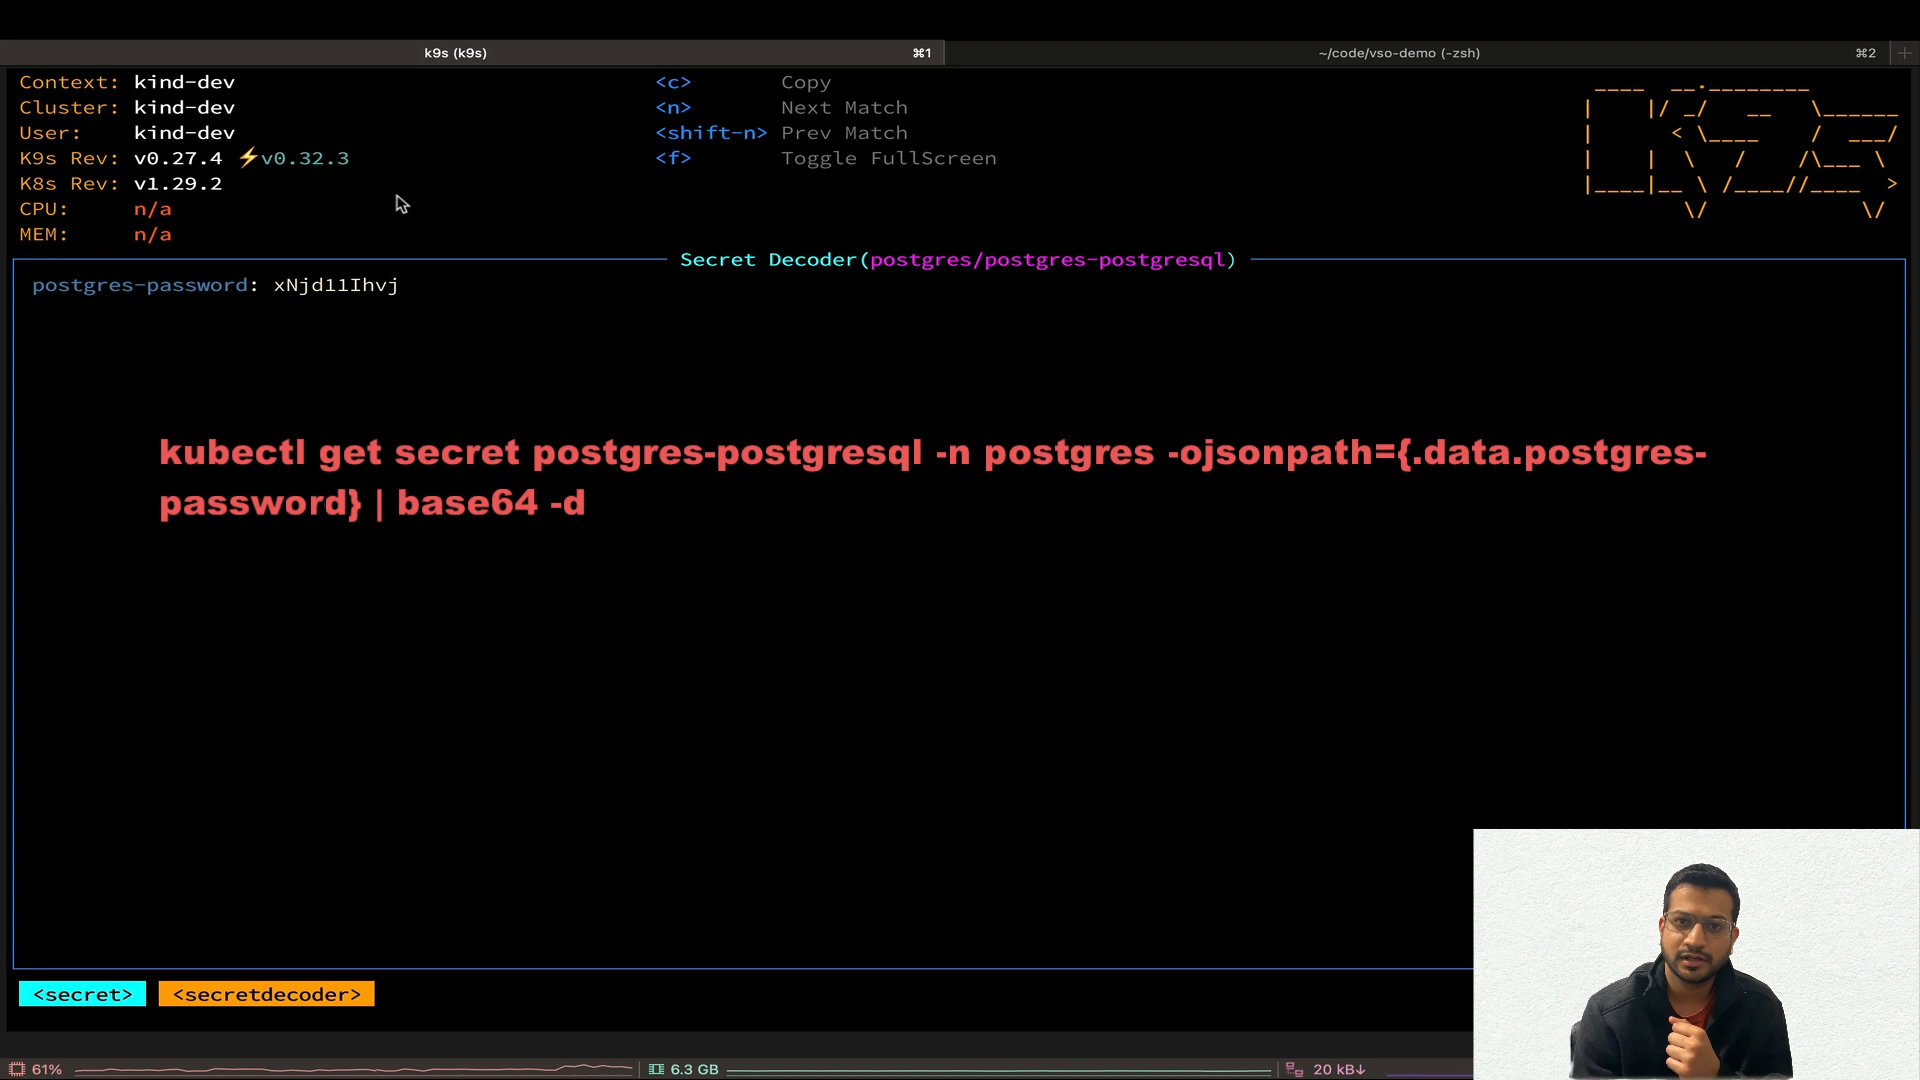 k9s (k9s) ⌘1 ~/code/vso-demo (-zsh) ⌘2
Context: kind-dev <c> Copy
Cluster: kind-dev <n> Next Match
User: kind-dev <shift-n> Prev Match
K9s Rev: v0.27.4 ⚡v0.32.3 <f> Toggle FullScreen
K8s Rev: v1.29.2
CPU: n/a
MEM: n/a
Secret Decoder(postgres/postgres-postgresql)
postgres-password: xNjd11Ihvj
kubectl get secret postgres-postgresql -n postgres -ojsonpath={.data.postgres-
password} | base64 -d
<secret> <secretdecoder>
61% 6.3 GB 20 kB↓